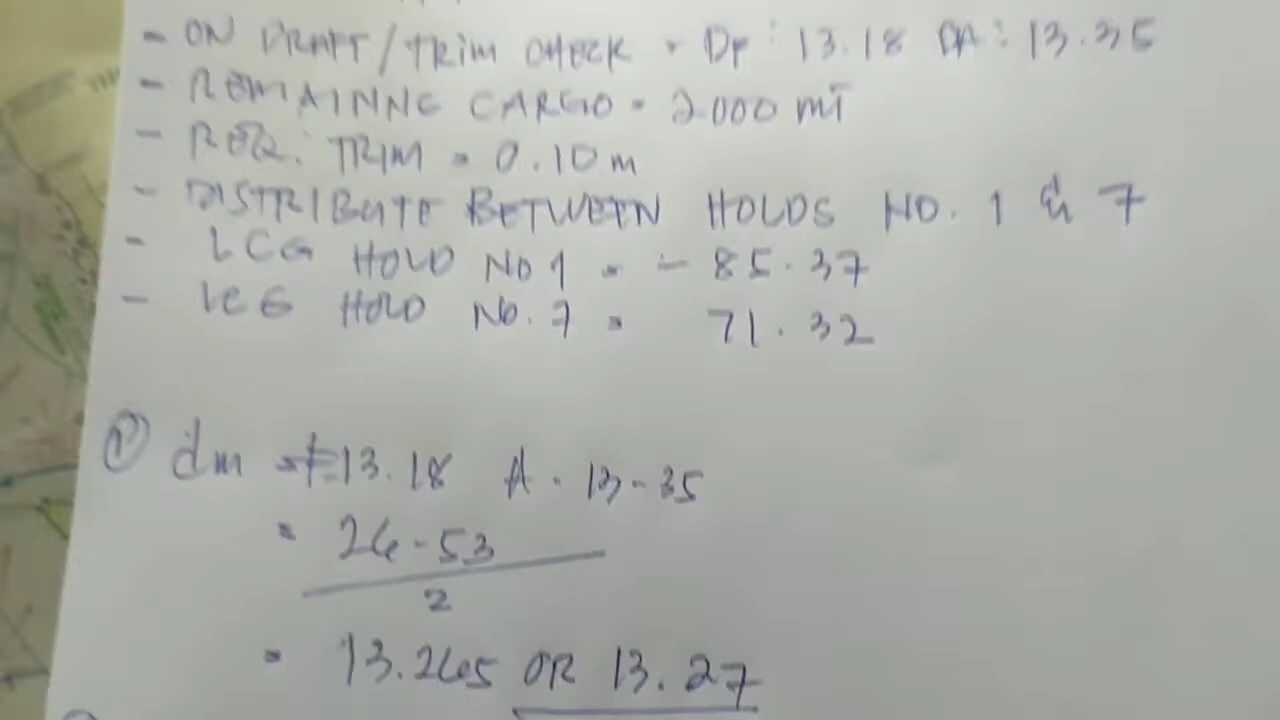 - ON DRAFT/TRIM CHECK = DF: 13.18 DA: 13.35
- REMAINNG CARGO = 2000 MT
- REQ. TRIM = 0.10 m
- DISTRIBUTE BETWEEN HOLDS NO. 1 & 7
- LCG HOLD NO 1 = - 85.37
- LCG HOLD No. 7 = 71.32
① dm = F 13.18 A - 13-35
= 26-53
2
= 13.265 OR 13.27